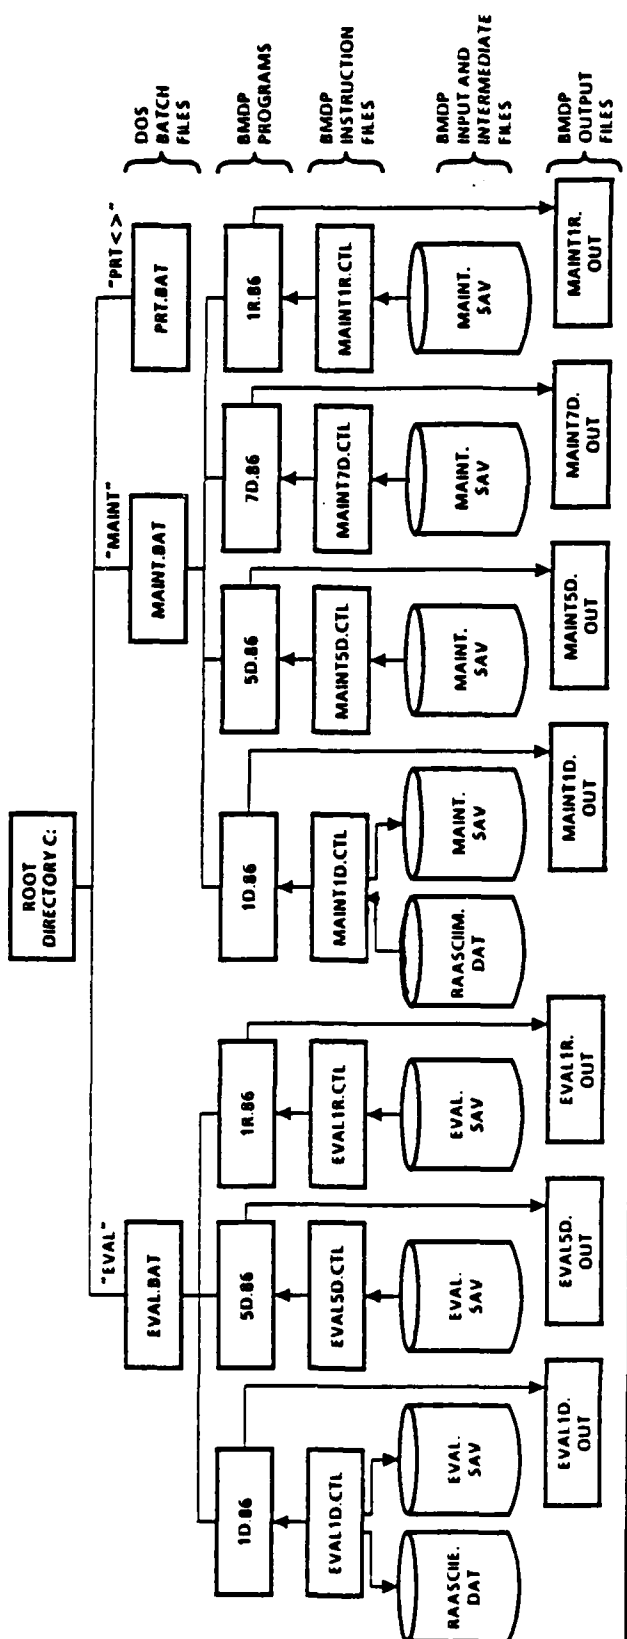 ROOT
DIRECTORY C:
"EVAL"
"MAINT"
"PRT<>"
DOS
BATCH
FILES
EVAL.BAT
MAINT.BAT
PRT.BAT
BMDP
PROGRAMS
1D.86
5D.86
1R.86
1D.86
5D.86
7D.86
1R.86
BMDP
INSTRUCTION
FILES
EVAL1D.CTL
EVAL5D.CTL
EVAL1R.CTL
MAINT1D.CTL
MAINT5D.CTL
MAINT7D.CTL
MAINT1R.CTL
BMDP
INPUT AND
INTERMEDIATE
FILES
RAASCHE.
DAT
EVAL.
SAV
EVAL.
SAV
EVAL.
SAV
RAASCHM.
DAT
MAINT.
SAV
MAINT.
SAV
MAINT.
SAV
MAINT.
SAV
BMDP
OUTPUT
FILES
EVAL1D.
OUT
EVAL5D.
OUT
EVAL1R.
OUT
MAINT1D.
OUT
MAINT5D.
OUT
MAINT7D.
OUT
MAINT1R.
OUT